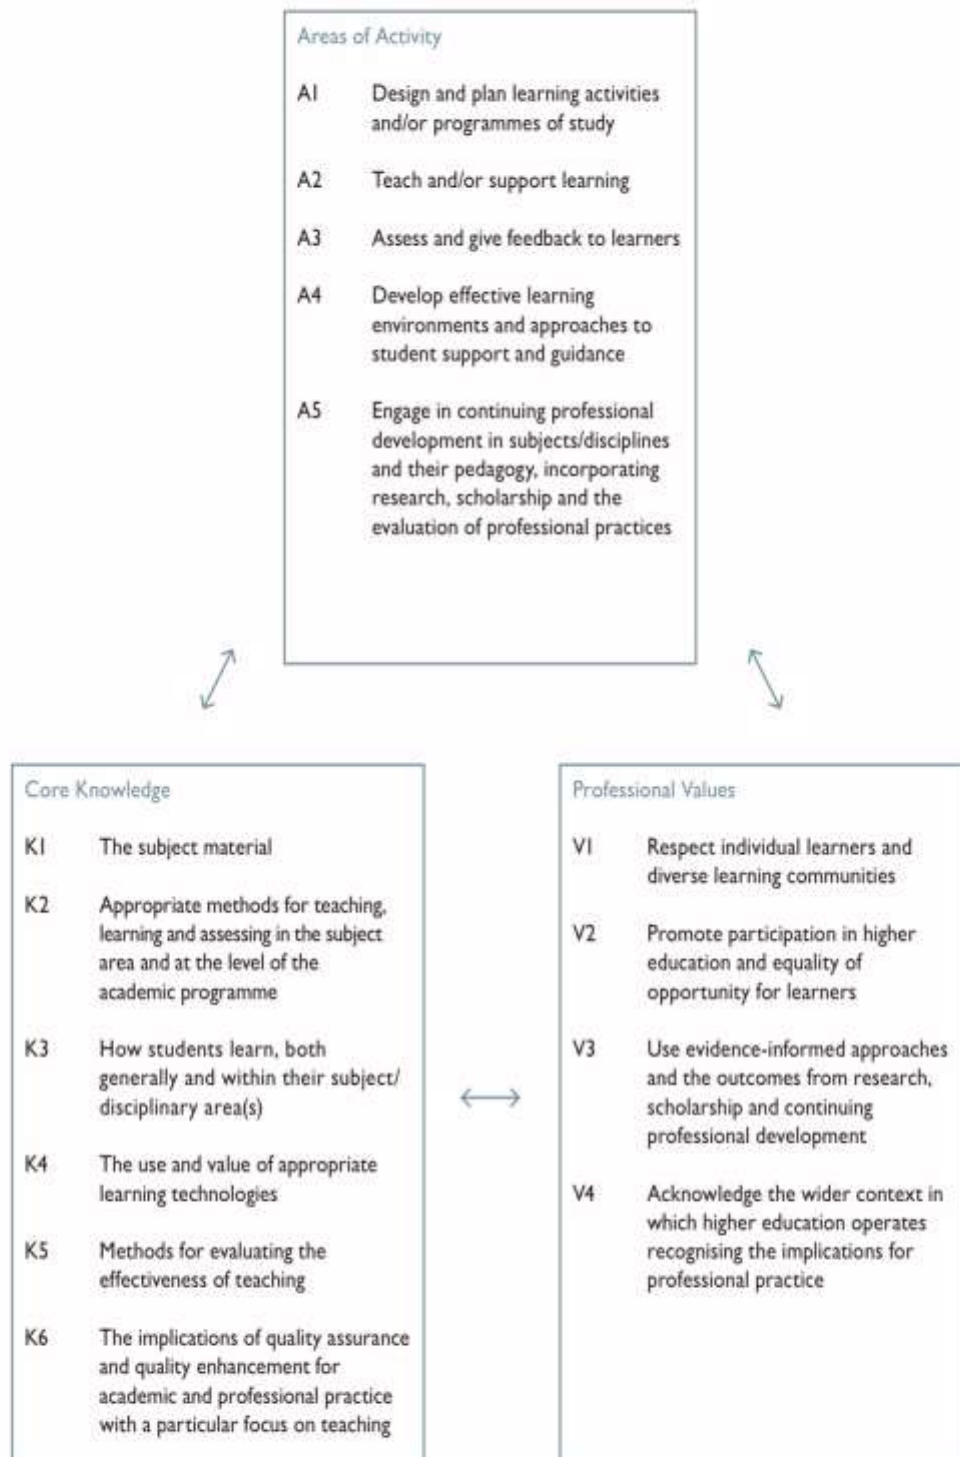 Areas of Activity
A1 Design and plan learning activities
and/or programmes of study
A2 Teach and/or support learning
A3 Assess and give feedback to learners
A4 Develop effective learning
environments and approaches to
student support and guidance
A5 Engage in continuing professional
development in subjects/disciplines
and their pedagogy, incorporating
research, scholarship and the
evaluation of professional practices
Core Knowledge
K1 The subject material
K2 Appropriate methods for teaching,
learning and assessing in the subject
area and at the level of the
academic programme
K3 How students learn, both
generally and within their subject/
disciplinary area(s)
K4 The use and value of appropriate
learning technologies
K5 Methods for evaluating the
effectiveness of teaching
K6 The implications of quality assurance
and quality enhancement for
academic and professional practice
with a particular focus on teaching
Professional Values
V1 Respect individual learners and
diverse learning communities
V2 Promote participation in higher
education and equality of
opportunity for learners
V3 Use evidence-informed approaches
and the outcomes from research,
scholarship and continuing
professional development
V4 Acknowledge the wider context in
which higher education operates
recognising the implications for
professional practice